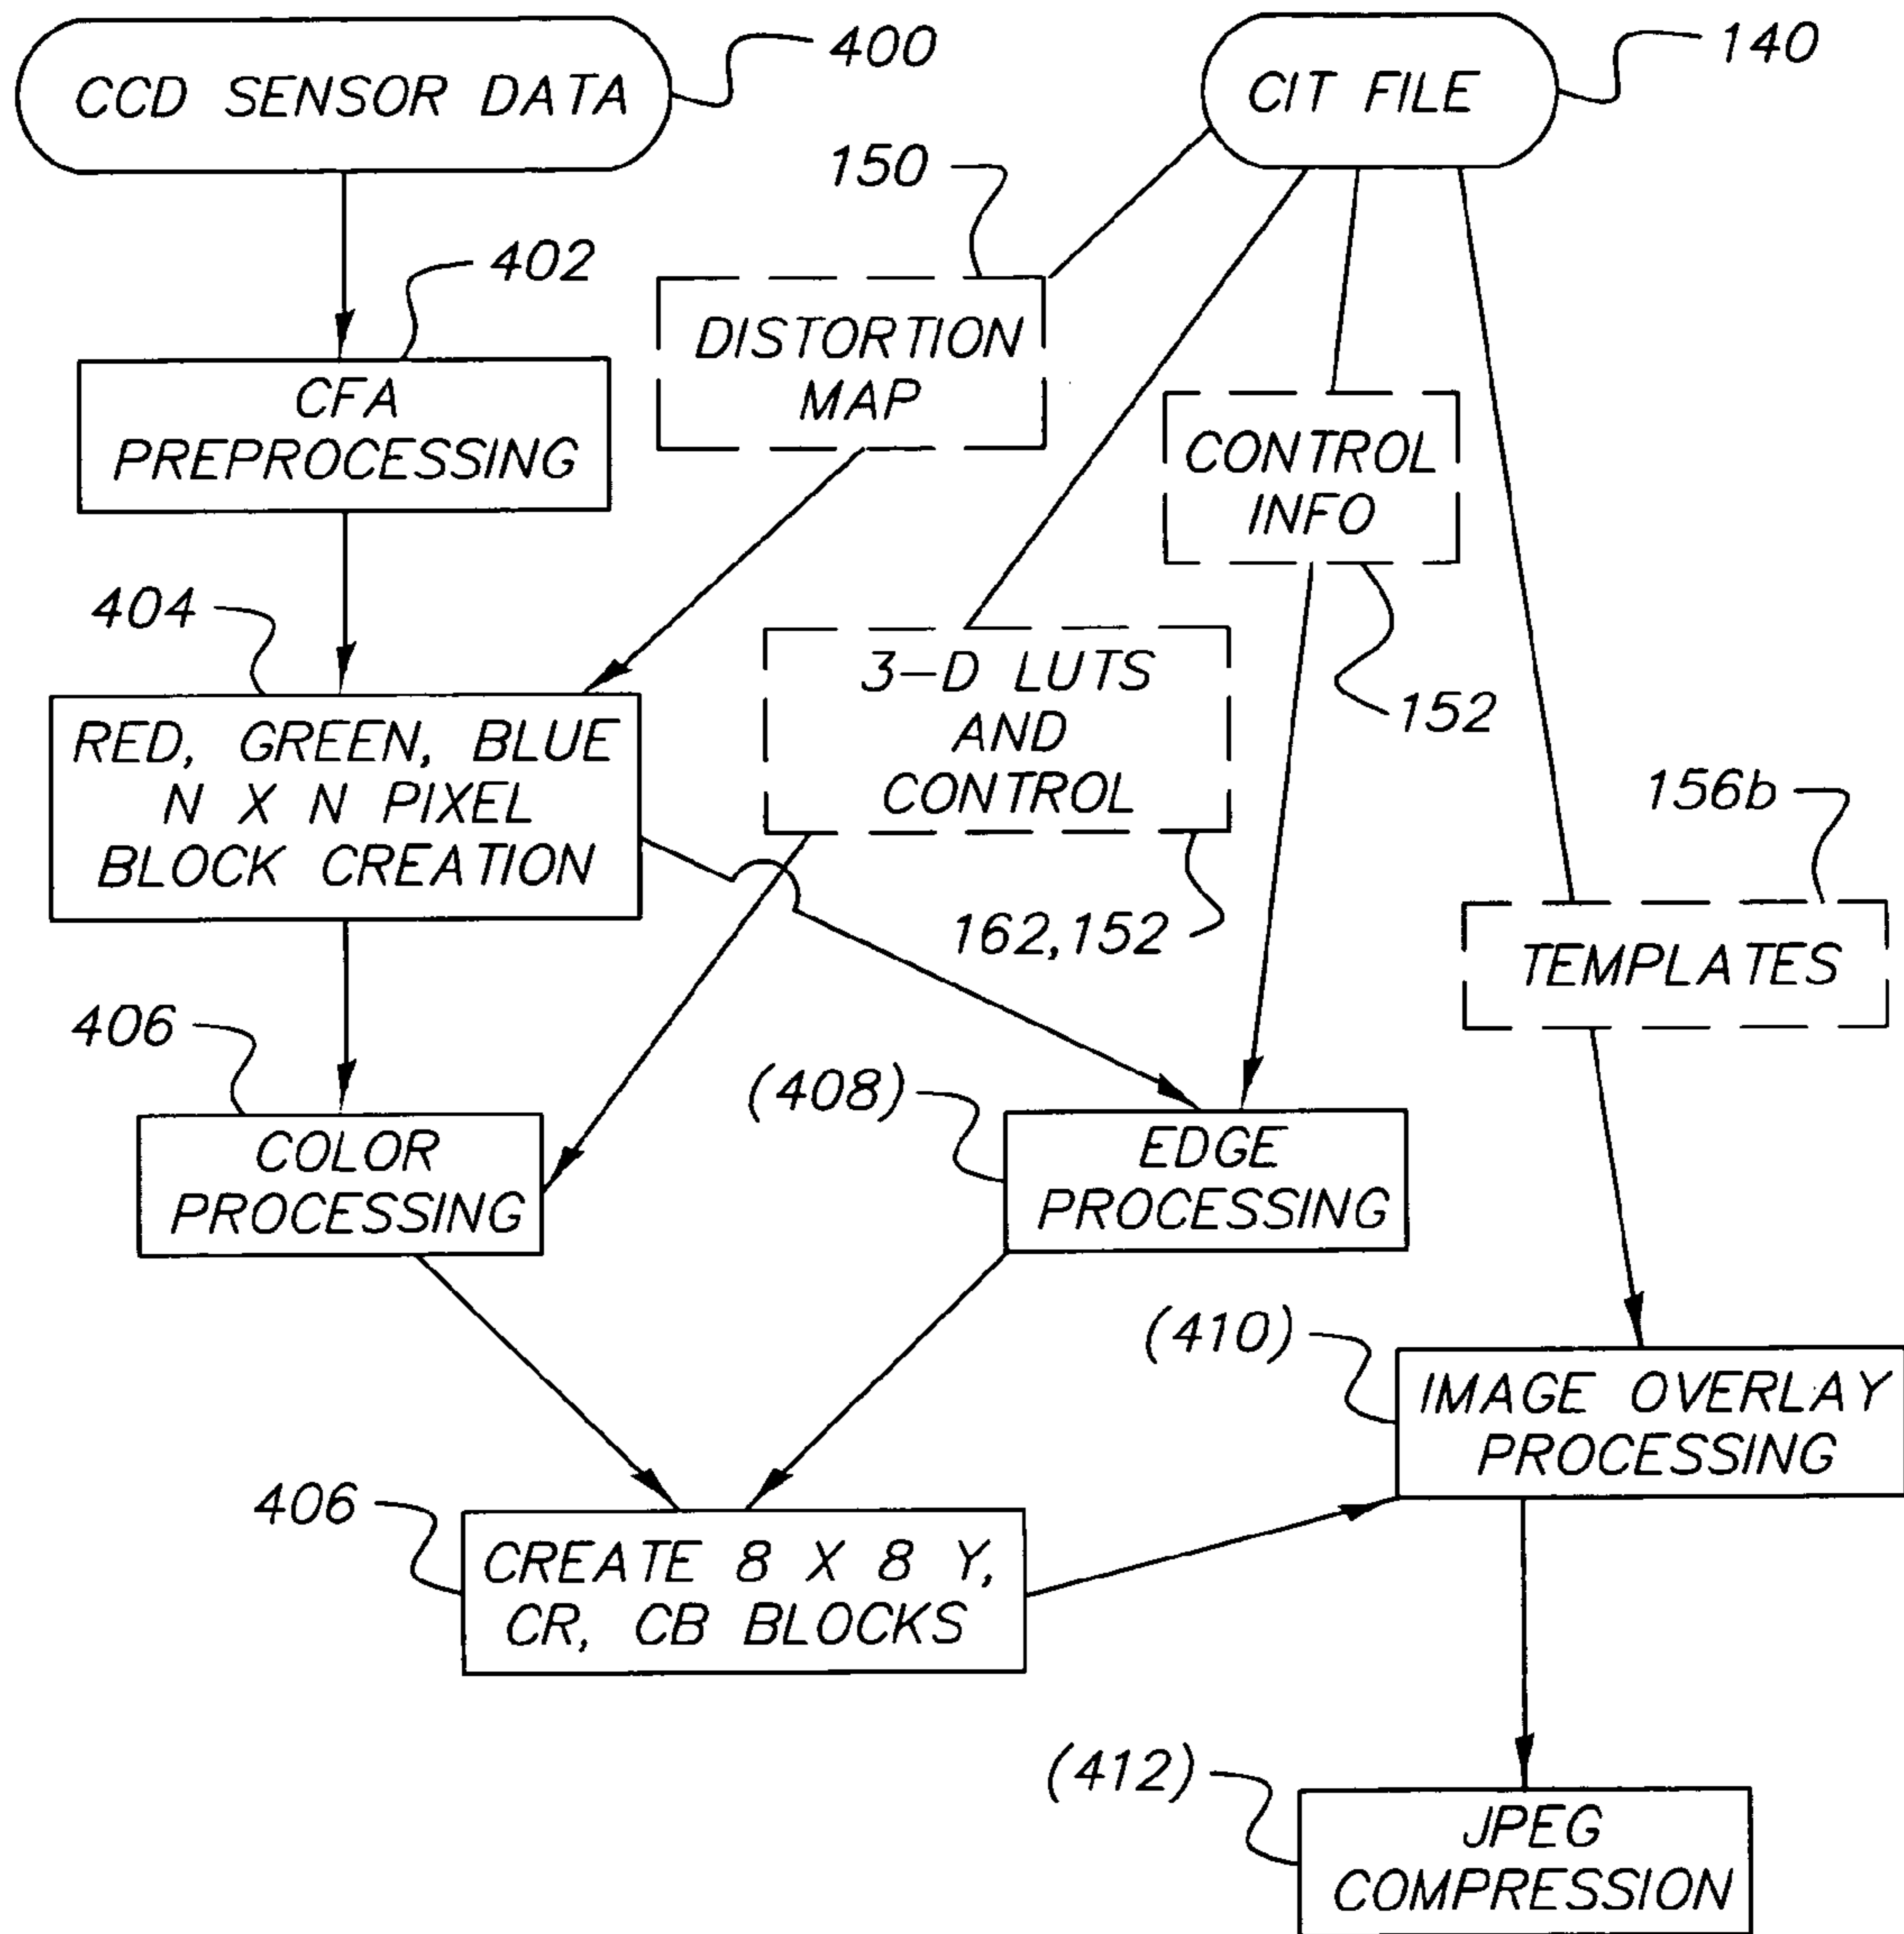 CCD SENSOR DATA
400
CIT FILE
140
150
402
DISTORTION
MAP
CFA
PREPROCESSING
CONTROL
INFO
152
404
3-D LUTS
AND
CONTROL
162,152
RED, GREEN, BLUE
N X N PIXEL
BLOCK CREATION
156b
TEMPLATES
406
COLOR
PROCESSING
(408)
EDGE
PROCESSING
(410)
IMAGE OVERLAY
PROCESSING
406
CREATE 8 X 8 Y,
CR, CB BLOCKS
(412)
JPEG
COMPRESSION